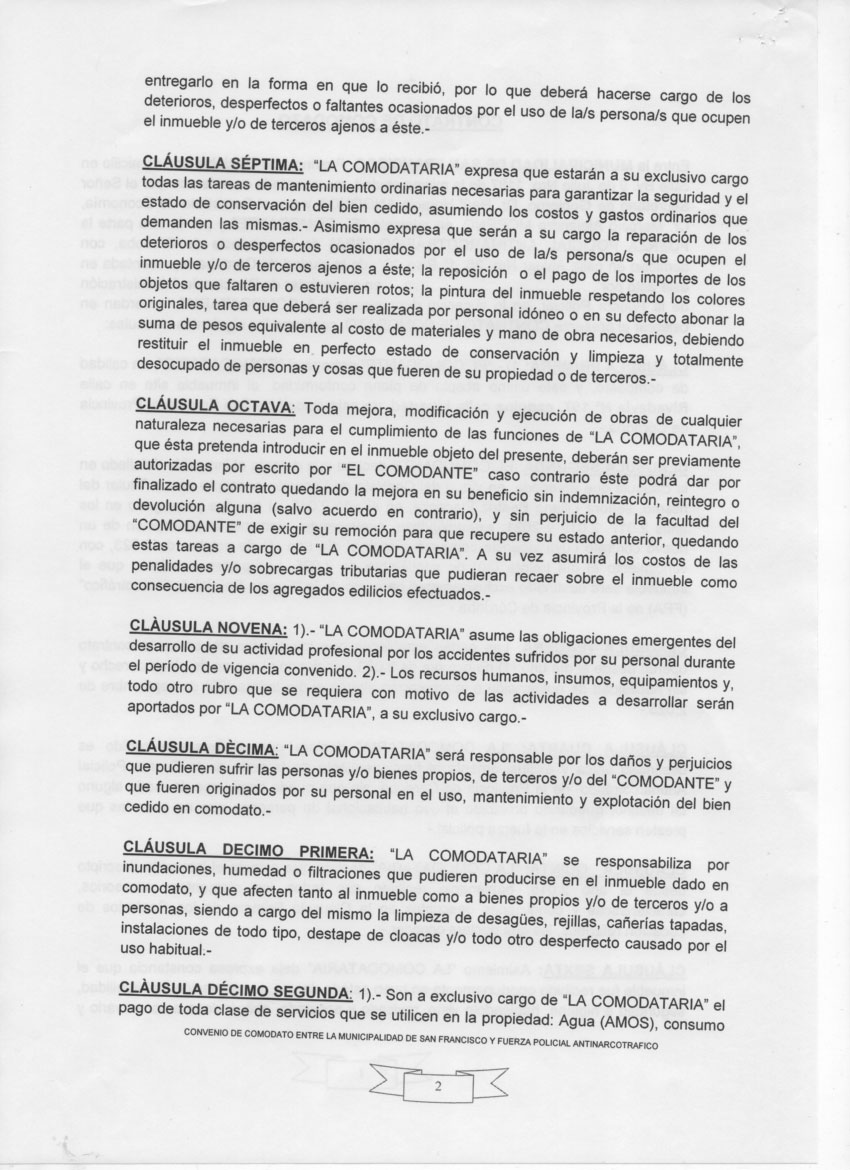 entregarlo en la forma en que lo recibió, por lo que deberá hacerse cargo de los
deterioros, desperfectos o faltantes ocasionados por el uso de la/s persona/s que ocupen
el inmueble y/o de terceros ajenos a éste.-
CLÁUSULA SÉPTIMA: "LA COMODATARIA" expresa que estarán a su exclusivo cargo
todas las tareas de mantenimiento ordinarias necesarias para garantizar la seguridad y el
estado de conservación del bien cedido, asumiendo los costos y gastos ordinarios que
demanden las mismas.- Asimismo expresa que serán a su cargo la reparación de los
deterioros o desperfectos ocasionados por el uso de la/s persona/s que ocupen el
inmueble y/o de terceros ajenos a éste; la reposición o el pago de los importes de los
objetos que faltaren o estuvieren rotos; la pintura del inmueble respetando los colores
originales, tarea que deberá ser realizada por personal idóneo o en su defecto abonar la
suma de pesos equivalente al costo de materiales y mano de obra necesarios, debiendo
restituir el inmueble en perfecto estado de conservación y limpieza y totalmente
desocupado de personas y cosas que fueren de su propiedad o de terceros.-
CLÁUSULA OCTAVA: Toda mejora, modificación y ejecución de obras de cualquier
naturaleza necesarias para el cumplimiento de las funciones de "LA COMODATARIA",
que ésta pretenda introducir en el inmueble objeto del presente, deberán ser previamente
autorizadas por escrito por "EL COMODANTE" caso contrario éste podrá dar por
finalizado el contrato quedando la mejora en su beneficio sin indemnización, reintegro o
devolución alguna (salvo acuerdo en contrario), y sin perjuicio de la facultad del
"COMODANTE" de exigir su remoción para que recupere su estado anterior, quedando
estas tareas a cargo de "LA COMODATARIA". A su vez asumirá los costos de las
penalidades y/o sobrecargas tributarias que pudieran recaer sobre el inmueble como
consecuencia de los agregados edilicios efectuados.-
CLÀUSULA NOVENA: 1).- "LA COMODATARIA" asume las obligaciones emergentes del
desarrollo de su actividad profesional por los accidentes sufridos por su personal durante
el período de vigencia convenido. 2).- Los recursos humanos, insumos, equipamientos y,
todo otro rubro que se requiera con motivo de las actividades a desarrollar serán
aportados por "LA COMODATARIA", a su exclusivo cargo.-
CLÁUSULA DÈCIMA: "LA COMODATARIA" será responsable por los daños y perjuicios
que pudieren sufrir las personas y/o bienes propios, de terceros y/o del "COMODANTE" y
que fueren originados por su personal en el uso, mantenimiento y explotación del bien
cedido en comodato.-
CLÁUSULA DECIMO PRIMERA: "LA COMODATARIA" se responsabiliza por
inundaciones, humedad o filtraciones que pudieren producirse en el inmueble dado en
comodato, y que afecten tanto al inmueble como a bienes propios y/o de terceros y/o a
personas, siendo a cargo del mismo la limpieza de desagües, rejillas, cañerías tapadas,
instalaciones de todo tipo, destape de cloacas y/o todo otro desperfecto causado por el
uso habitual.-
CLÀUSULA DÉCIMO SEGUNDA: 1).- Son a exclusivo cargo de "LA COMODATARIA" el
pago de toda clase de servicios que se utilicen en la propiedad: Agua (AMOS), consumo
CONVENIO DE COMODATO ENTRE LA MUNICIPALIDAD DE SAN FRANCISCO Y FUERZA POLICIAL ANTINARCOTRAFICO
2